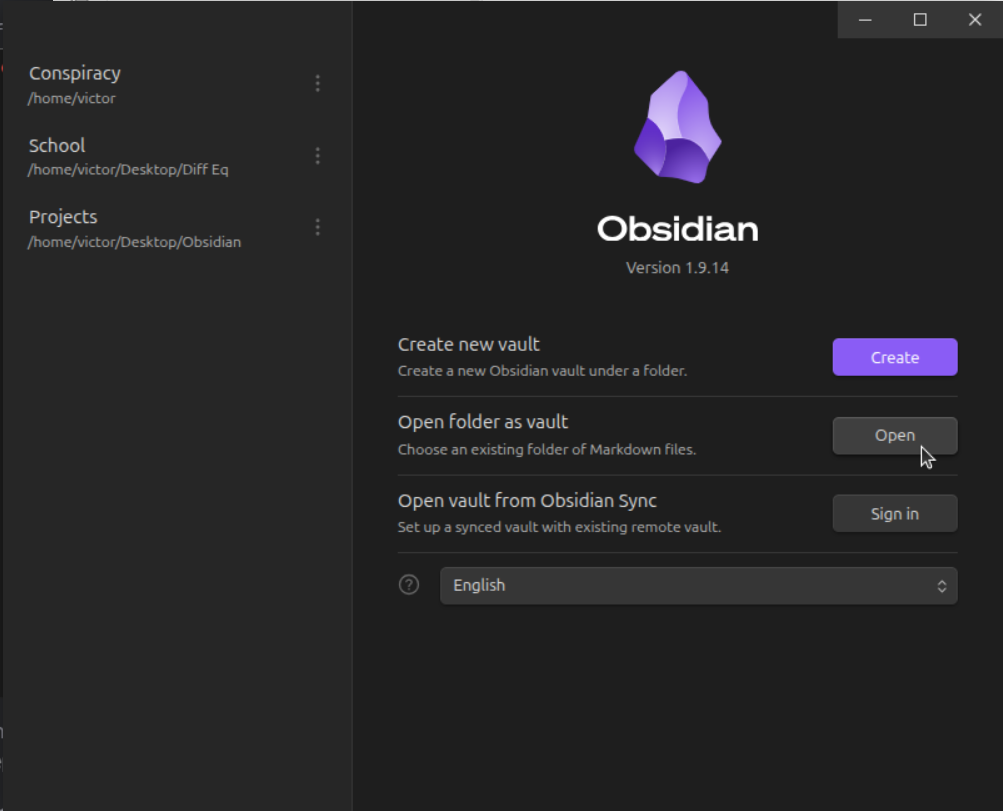 Conspiracy
/home/victor
School
/home/victor/Desktop/Diff Eq
Projects
/home/victor/Desktop/Obsidian
Obsidian
Version 1.9.14
Create new vault
Create a new Obsidian vault under a folder.
Create
Open folder as vault
Choose an existing folder of Markdown files.
Open
Open vault from Obsidian Sync
Set up a synced vault with existing remote vault.
Sign in
?
English